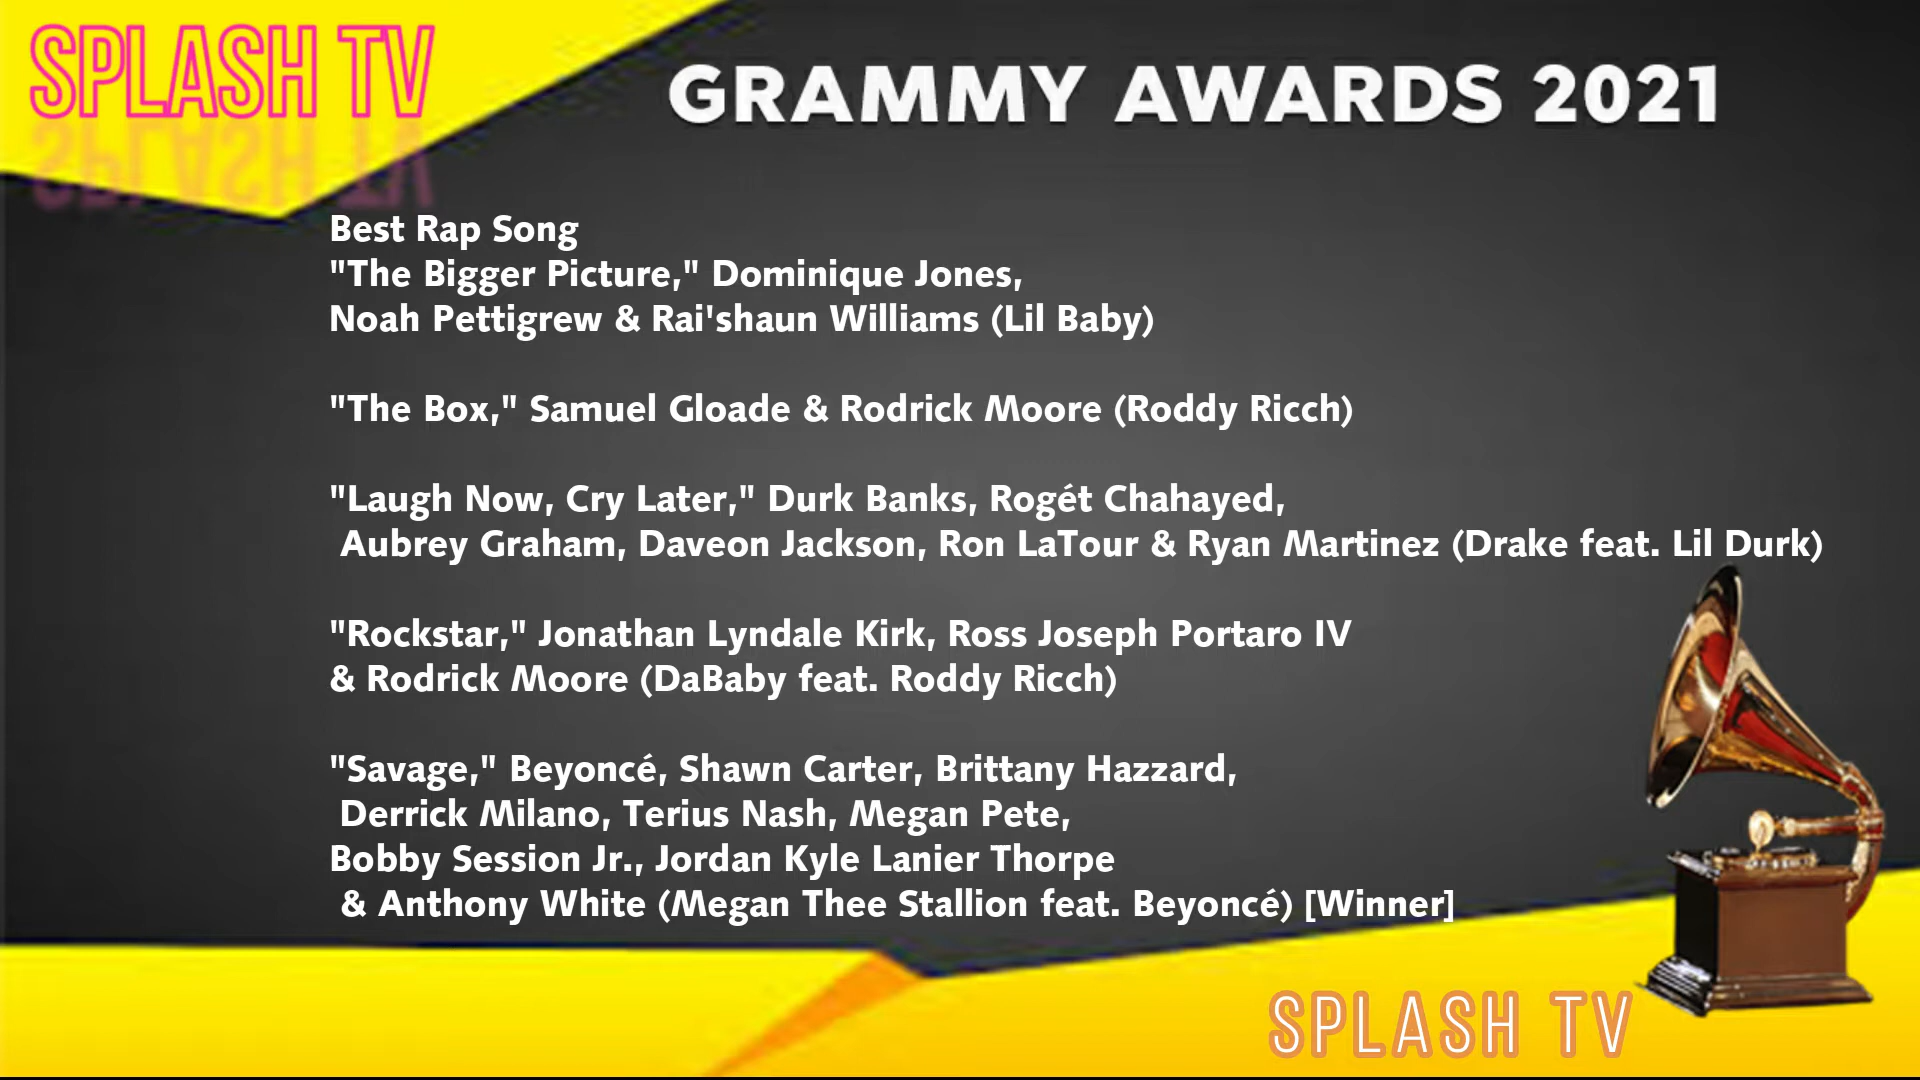 SPLASH TV
GRAMMY AWARDS 2021
Best Rap Song
"The Bigger Picture," Dominique Jones,
Noah Pettigrew & Rai'shaun Williams (Lil Baby)
"The Box," Samuel Gloade & Rodrick Moore (Roddy Ricch)
"Laugh Now, Cry Later," Durk Banks, Rogét Chahayed,
Aubrey Graham, Daveon Jackson, Ron LaTour & Ryan Martinez (Drake feat. Lil Durk)
"Rockstar," Jonathan Lyndale Kirk, Ross Joseph Portaro IV
& Rodrick Moore (DaBaby feat. Roddy Ricch)
"Savage," Beyoncé, Shawn Carter, Brittany Hazzard,
Derrick Milano, Terius Nash, Megan Pete,
Bobby Session Jr., Jordan Kyle Lanier Thorpe
& Anthony White (Megan Thee Stallion feat. Beyoncé) [Winner]
SPLASH TV